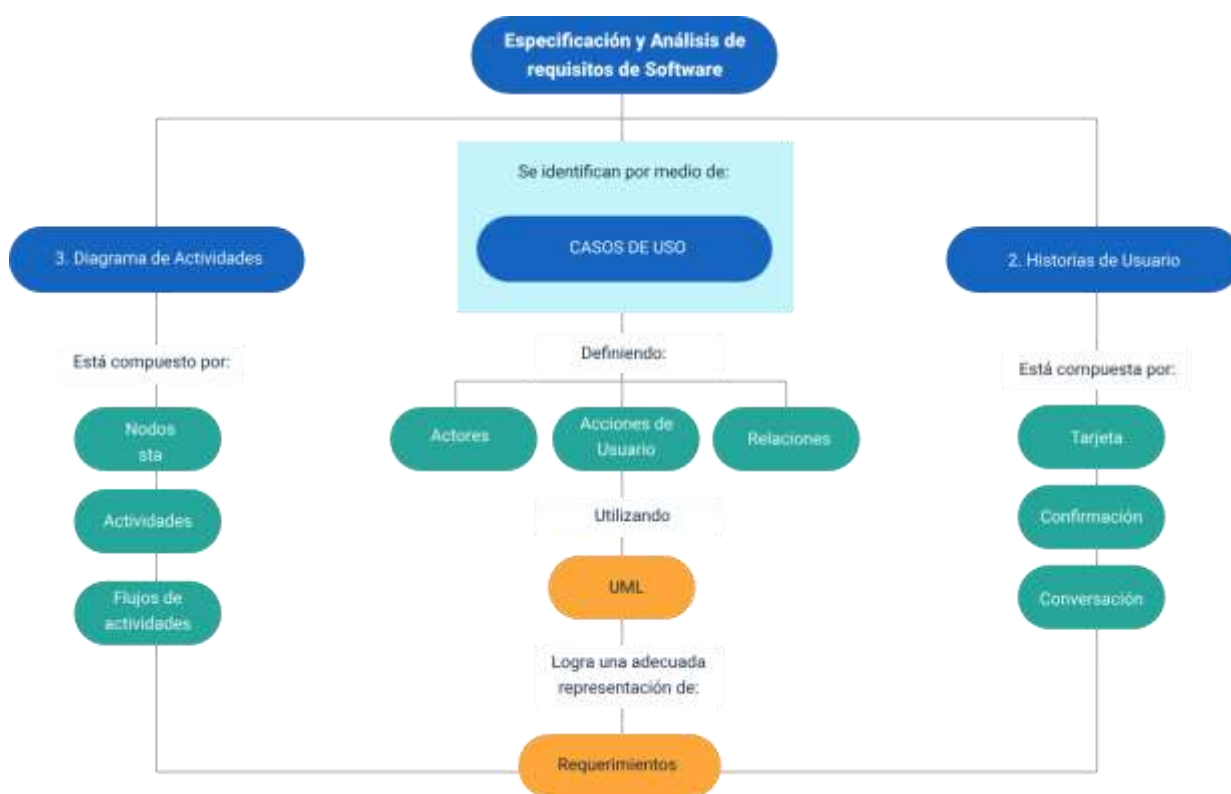 Especificación y Análisis de
requisitos de Software
Se identifican por medio de:
CASOS DE USO
3. Diagrama de Actividades
2. Historias de Usuario
Está compuesto por:
Definiendo:
Está compuesta por:
Nodos
sta
Actores
Acciones de
Usuario
Relaciones
Tarjeta
Actividades
Utilizando
Confirmación
Flujos de
actividades
UML
Conversación
Logra una adecuada
representación de:
Requerimientos